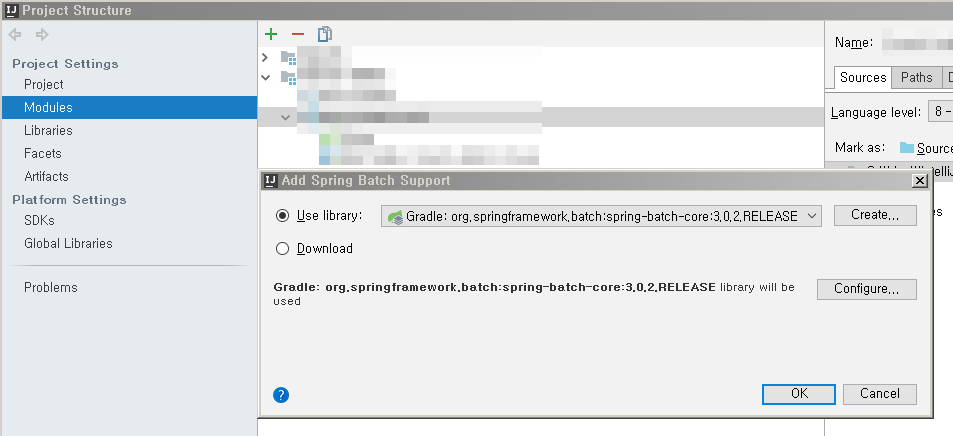 IJ Project Structure
Project Settings
Project
Modules
Libraries
Facets
Artifacts
Platform Settings
SDKs
Global Libraries
Problems
Name:
Sources Paths
Language level: 8 -
Mark as: Source
IJ Add Spring Batch Support
Use library: Gradle: org.springframework.batch:spring-batch-core:3.0.2.RELEASE Create...
Download
Gradle: org.springframework.batch:spring-batch-core:3.0.2.RELEASE library will be
used
Configure...
?
OK Cancel